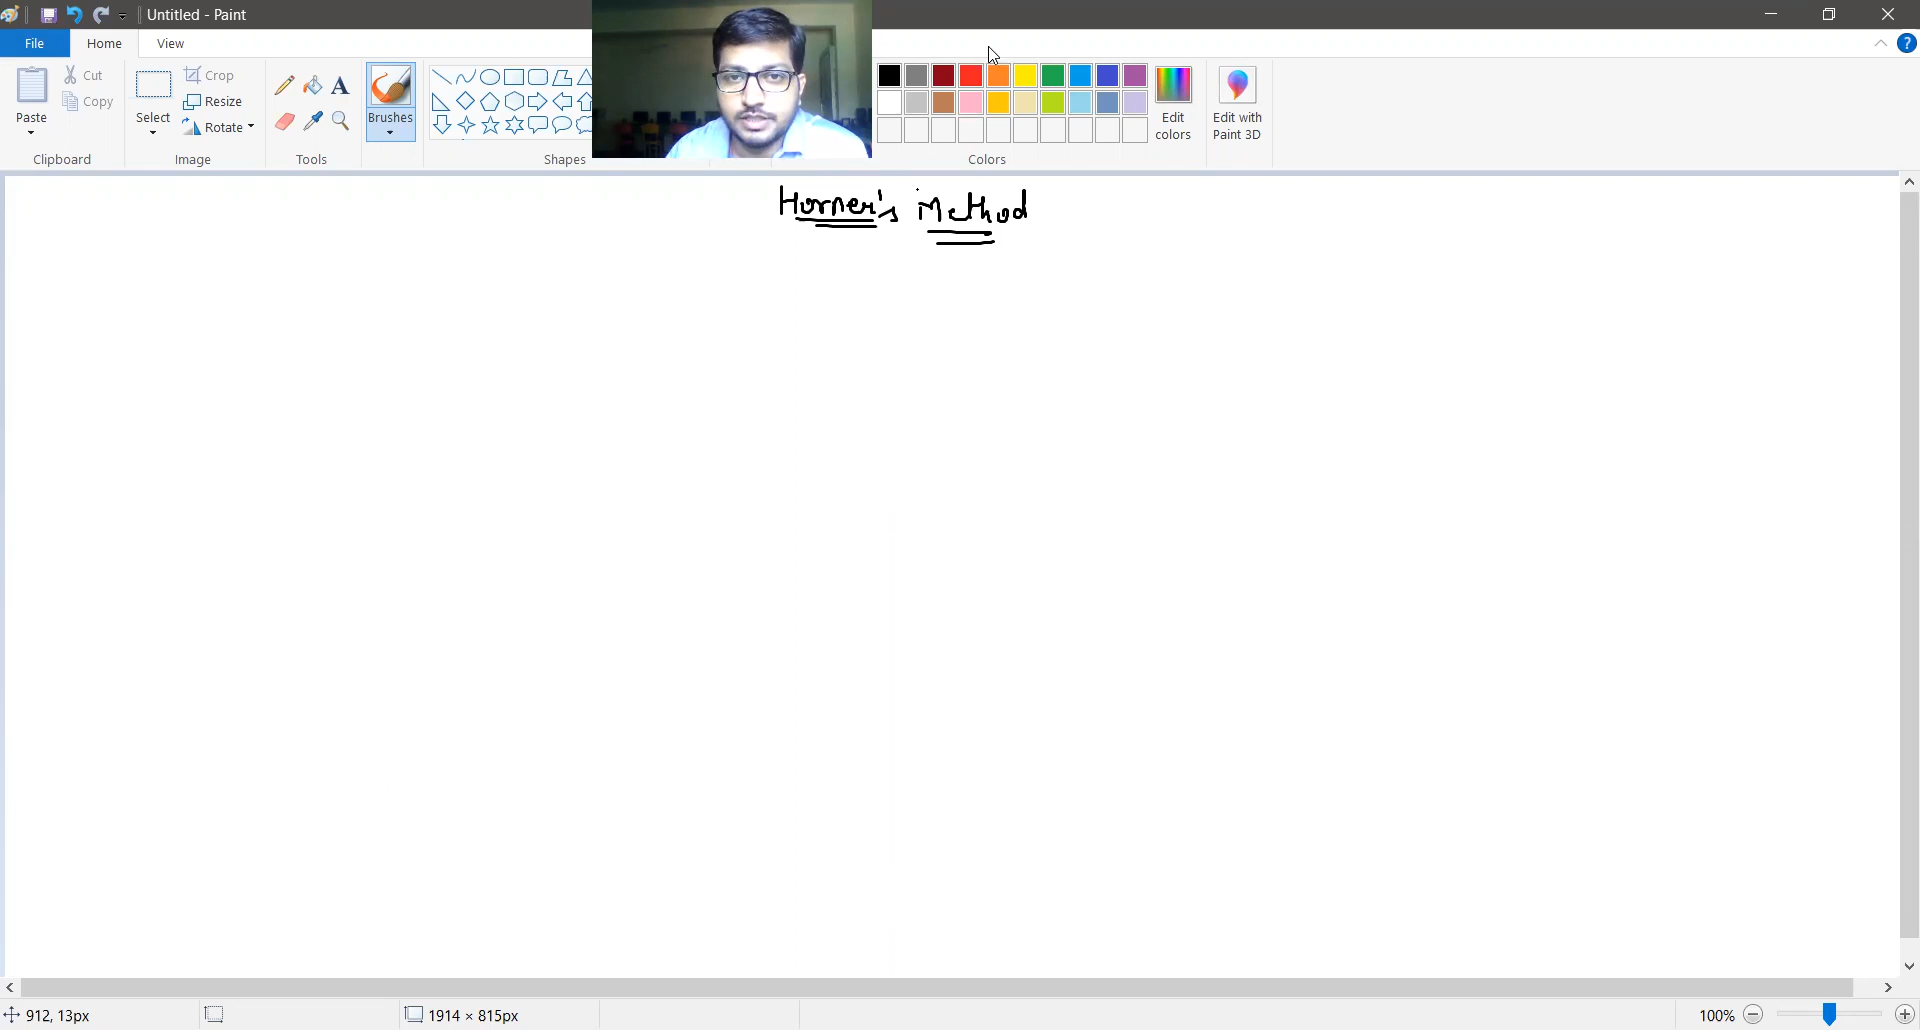 Untitled - Paint
File Home View
Paste
Cut
Copy
Clipboard
Select
Crop
Resize
Rotate
Image
Tools
Brushes
Shapes
Edit colors
Edit with Paint 3D
Colors
Horner's Method
912, 13px
1914 × 815px
100%